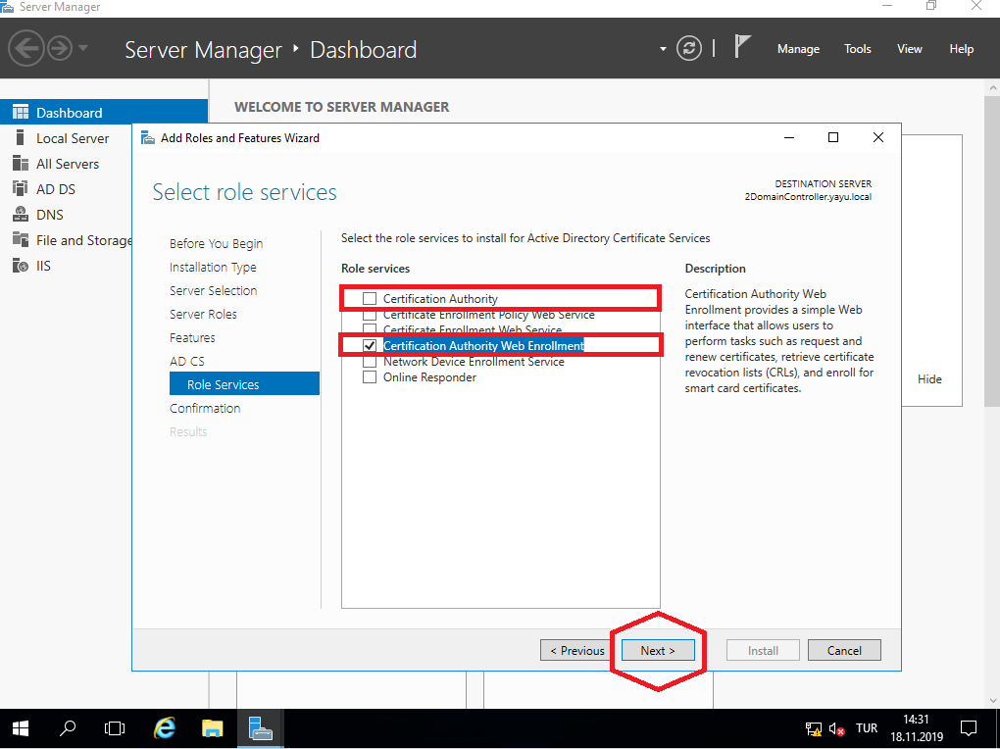 Server Manager
Server Manager
Dashboard
Manage
Tools
View
Help
Dashboard
Local Server
All Servers
AD DS
DNS
File and Storage
IIS
WELCOME TO SERVER MANAGER
Add Roles and Features Wizard
Select role services
DESTINATION SERVER
2DomainController.yayu.local
Before You Begin
Installation Type
Server Selection
Server Roles
Features
AD CS
Role Services
Confirmation
Results
Select the role services to install for Active Directory Certificate Services
Role services
Certification Authority
Certificate Enrollment Policy Web Service
Certificate Enrollment Web Service
Certification Authority Web Enrollment
Network Device Enrollment Service
Online Responder
Description
Certification Authority Web
Enrollment provides a simple Web
interface that allows users to
perform tasks such as request and
renew certificates, retrieve certificate
revocation lists (CRLs), and enroll for
smart card certificates.
Hide
< Previous
Next >
Install
Cancel
TUR
14:31
18.11.2019